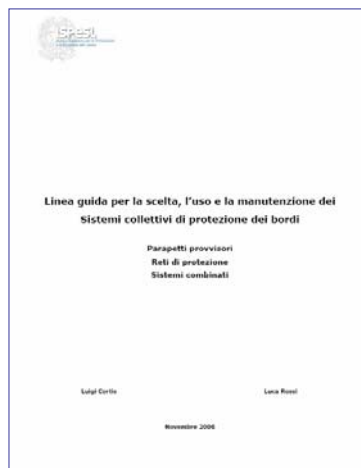 ISPESL
Linea guida per la scelta, l'uso e la manutenzione dei
Sistemi collettivi di protezione dei bordi
Parapetti provvisori
Reti di protezione
Sistemi combinati
Luigi Cortis Luca Rossi
Novembre 2006